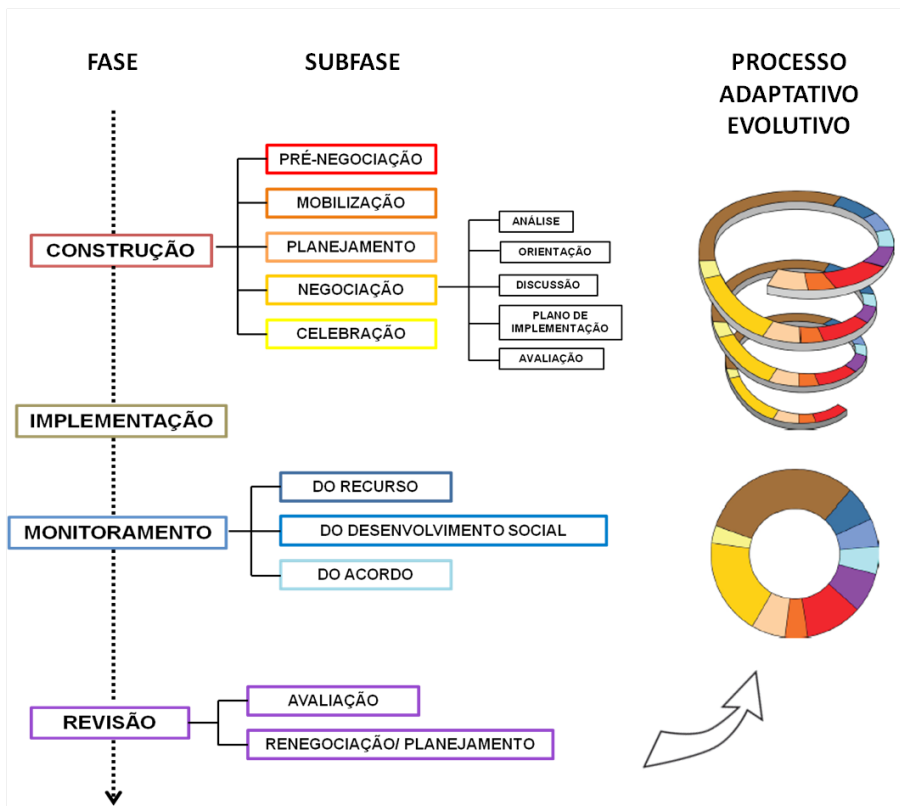 FASE
SUBFASE
PROCESSO
ADAPTATIVO
EVOLUTIVO
CONSTRUÇÃO
PRÉ-NEGOCIAÇÃO
MOBILIZAÇÃO
PLANEJAMENTO
NEGOCIAÇÃO
CELEBRAÇÃO
ANÁLISE
ORIENTAÇÃO
DISCUSSÃO
PLANO DE
IMPLEMENTAÇÃO
AVALIAÇÃO
IMPLEMENTAÇÃO
MONITORAMENTO
DO RECURSO
DO DESENVOLVIMENTO SOCIAL
DO ACORDO
REVISÃO
AVALIAÇÃO
RENEGOCIAÇÃO/ PLANEJAMENTO